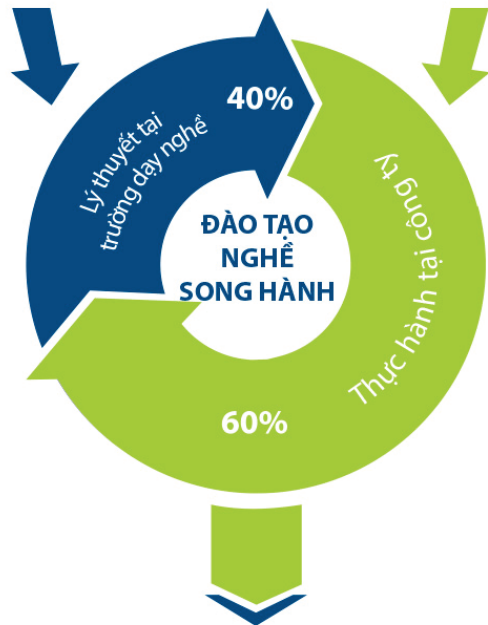 40%
Lý thuyết tại
trường dạy nghề
ĐÀO TẠO
NGHỀ
SONG HÀNH
Thực hành tại công ty
60%